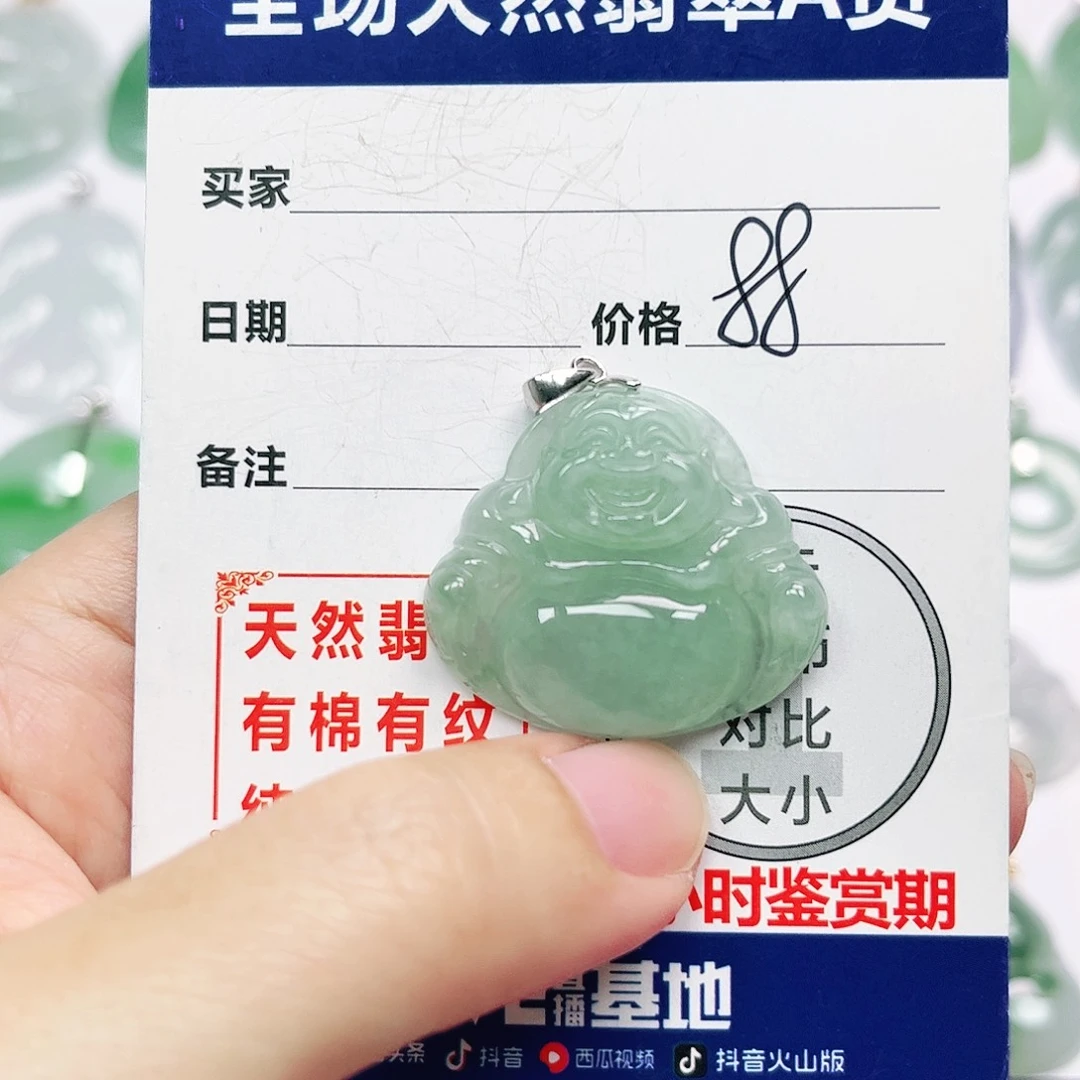 全场天然翡翠A货
买家
日期 价格 88
备注
天然翡
有棉有纹
对比
大小
小时鉴赏期
播基地
头条 抖音 西瓜视频 抖音火山版